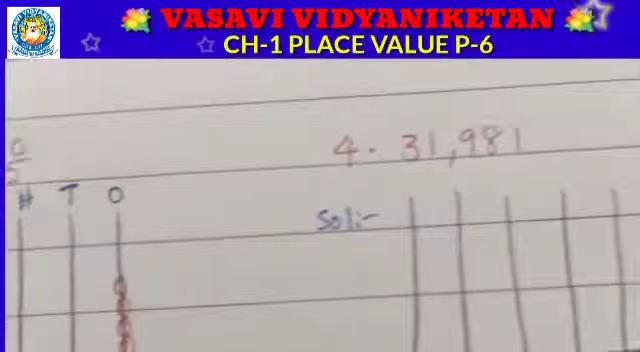 VASAVI VIDYANIKETAN
CH-1 PLACE VALUE P-6
4. 31,981
H T O
Sol:-